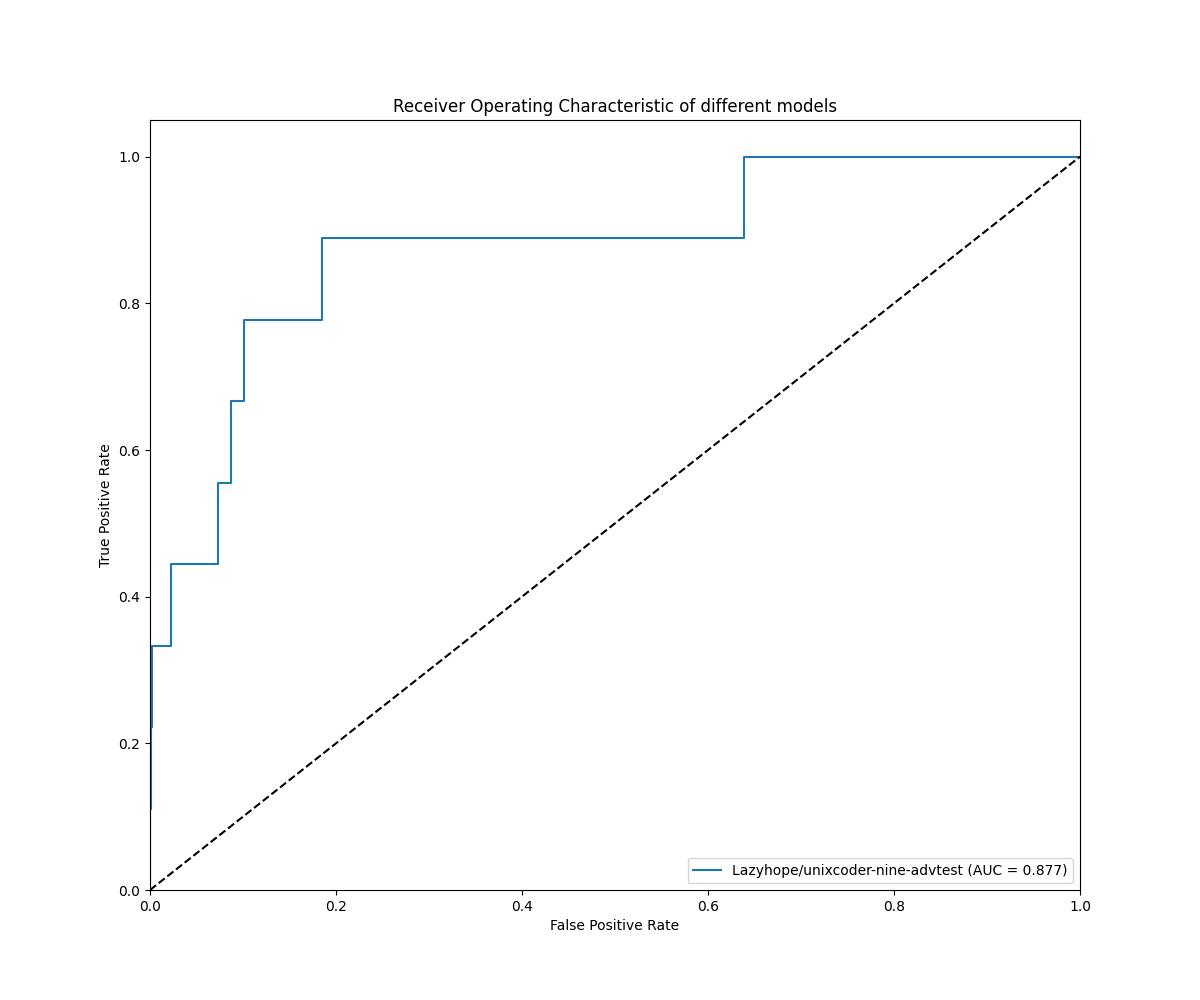 Receiver Operating Characteristic of different models
1.0
0.8
0.6
0.4
0.2
0.0
True Positive Rate
0.0 0.2 0.4 0.6 0.8 1.0
False Positive Rate
Lazyhope/unixcoder-nine-advtest (AUC = 0.877)